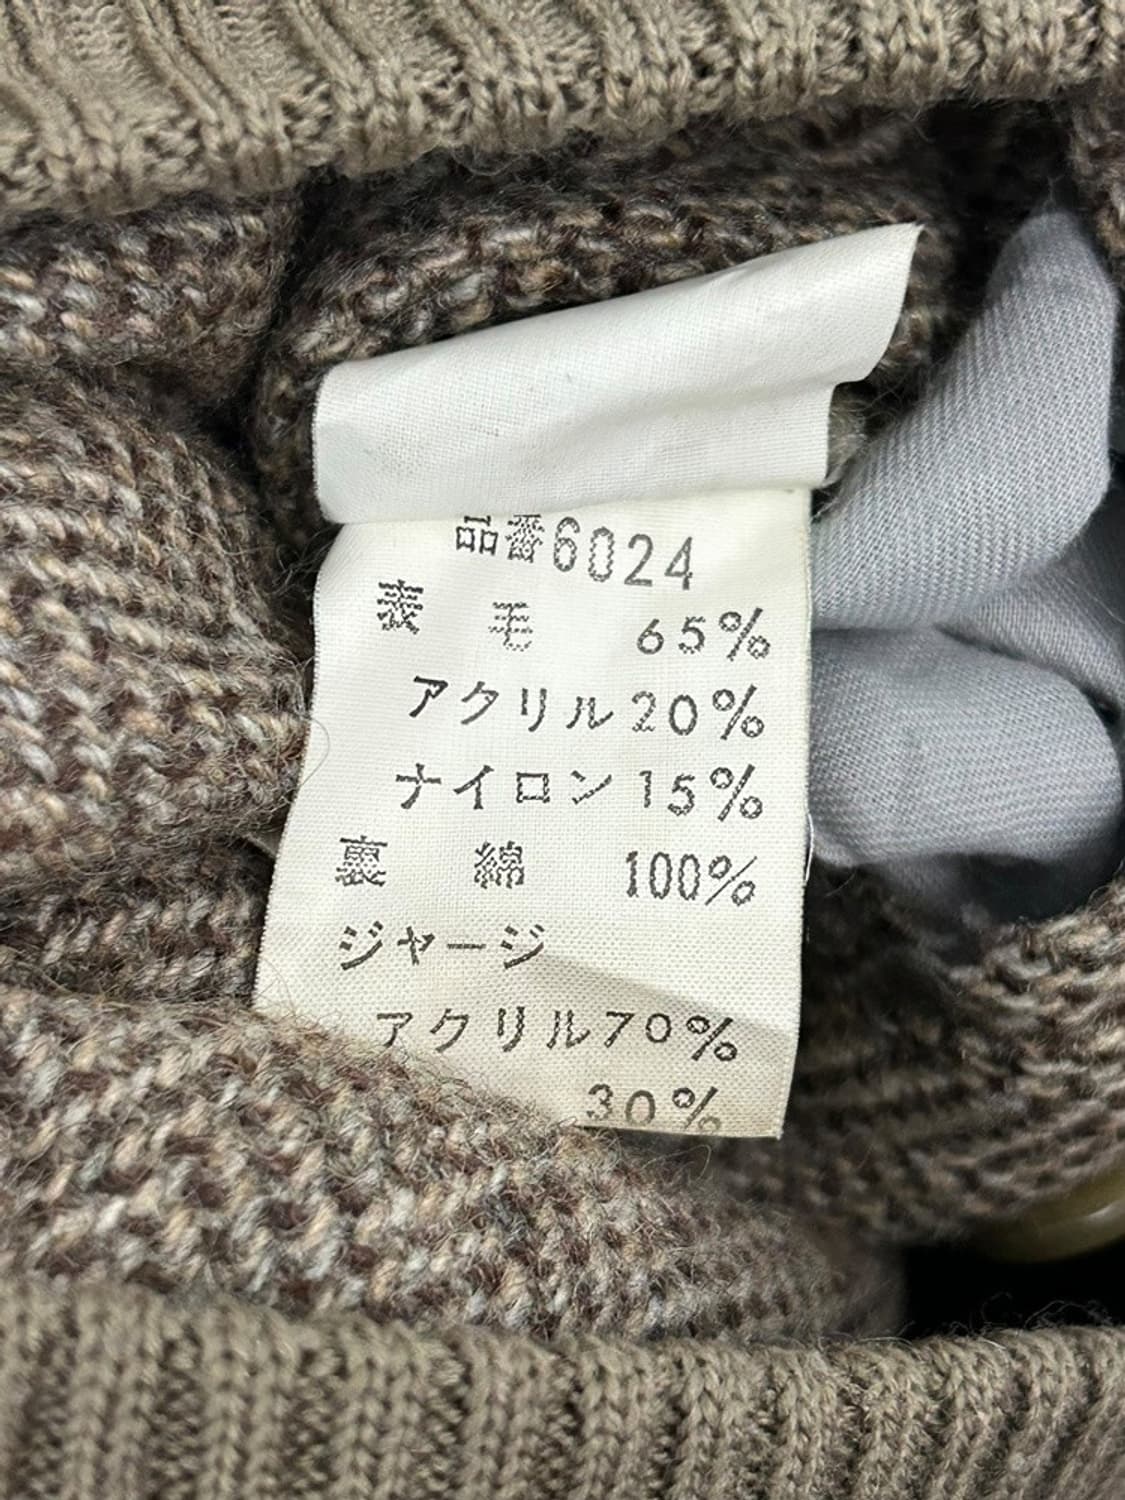 品番6024
表 毛 65%
アクリル20%
ナイロン15%
裏 綿 100%
ジャージ
アクリル70%
30%